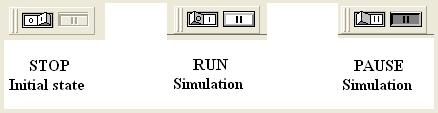 STOP
Initial state
RUN
Simulation
PAUSE
Simulation